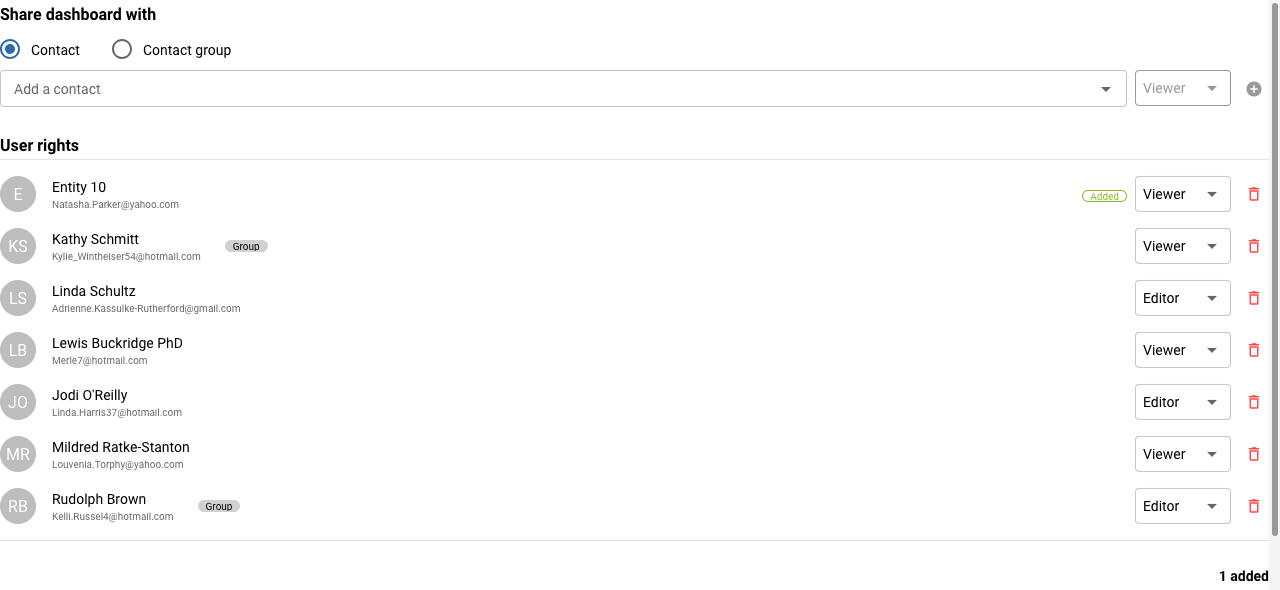 Share dashboard with
Contact
Contact group
Add a contact
Viewer
User rights
E
Entity 10
Natasha.Parker@yahoo.com
Added
Viewer
KS
Kathy Schmitt
Kylie_Wintheiser54@hotmail.com
Group
Viewer
LS
Linda Schultz
Adrienne.Kassulke-Rutherford@gmail.com
Editor
LB
Lewis Buckridge PhD
Merle7@hotmail.com
Viewer
JO
Jodi O'Reilly
Linda.Harris37@hotmail.com
Editor
MR
Mildred Ratke-Stanton
Louvenia.Torphy@yahoo.com
Viewer
RB
Rudolph Brown
Kelli.Russel4@hotmail.com
Group
Editor
1 added